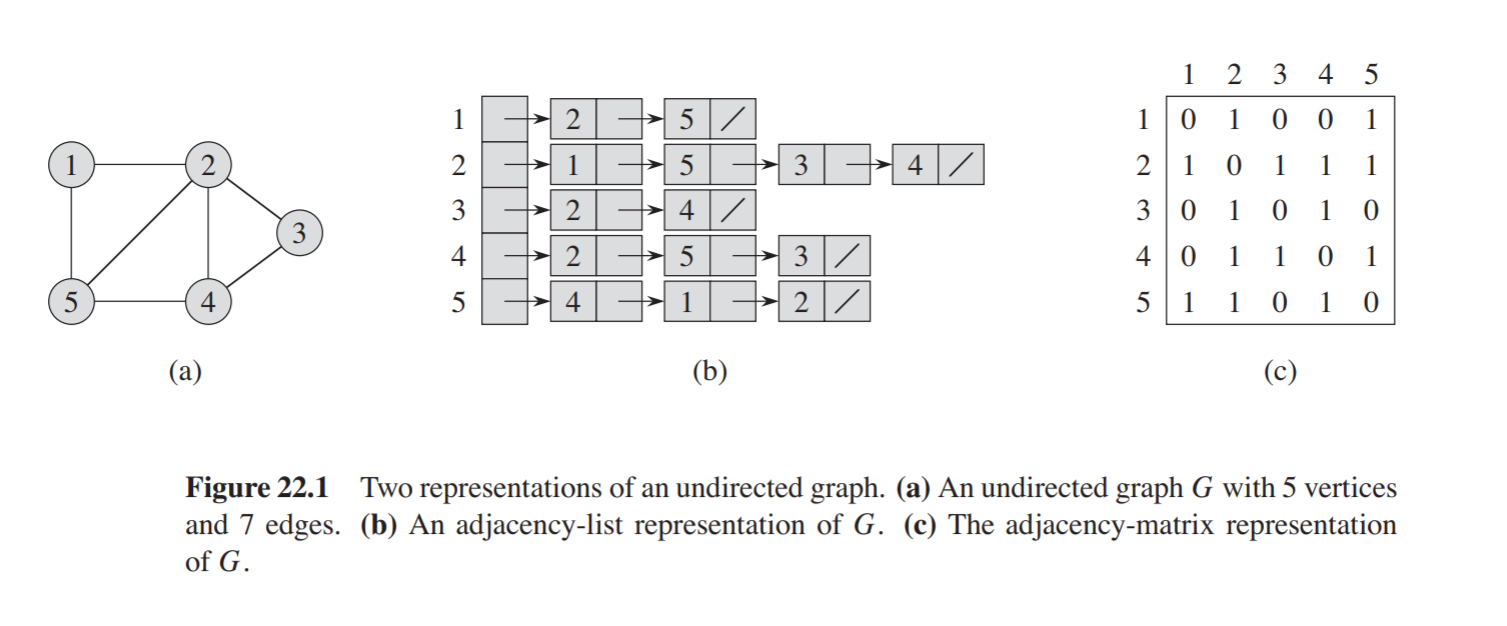 1 2 3 4 5
1 2 5 / 1 0 1 0 0 1
1 2 2 1 5 3 4 / 2 1 0 1 1 1
3 3 2 4 / 3 0 1 0 1 0
4 2 5 3 / 4 0 1 1 0 1
5 4 5 4 1 2 / 5 1 1 0 1 0
(a) (b) (c)
Figure 22.1 Two representations of an undirected graph. (a) An undirected graph G with 5 vertices
and 7 edges. (b) An adjacency-list representation of G. (c) The adjacency-matrix representation
of G.